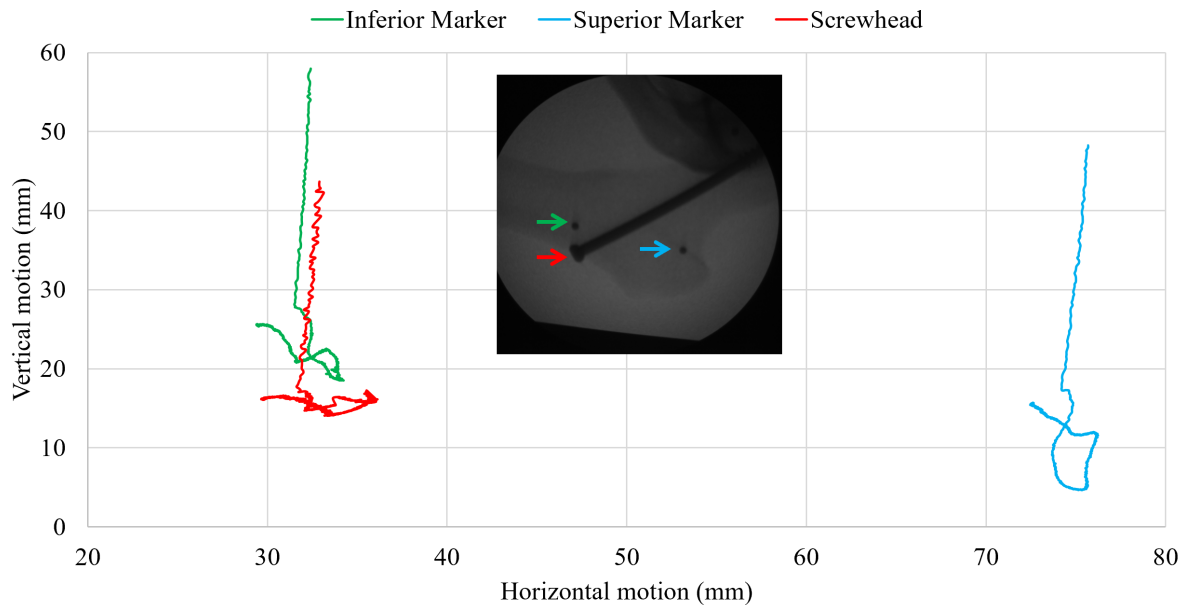 Inferior Marker Superior Marker Screwhead
60
50
40
30
20
10
0
Vertical motion (mm)
20 30 40 50 60 70 80
Horizontal motion (mm)